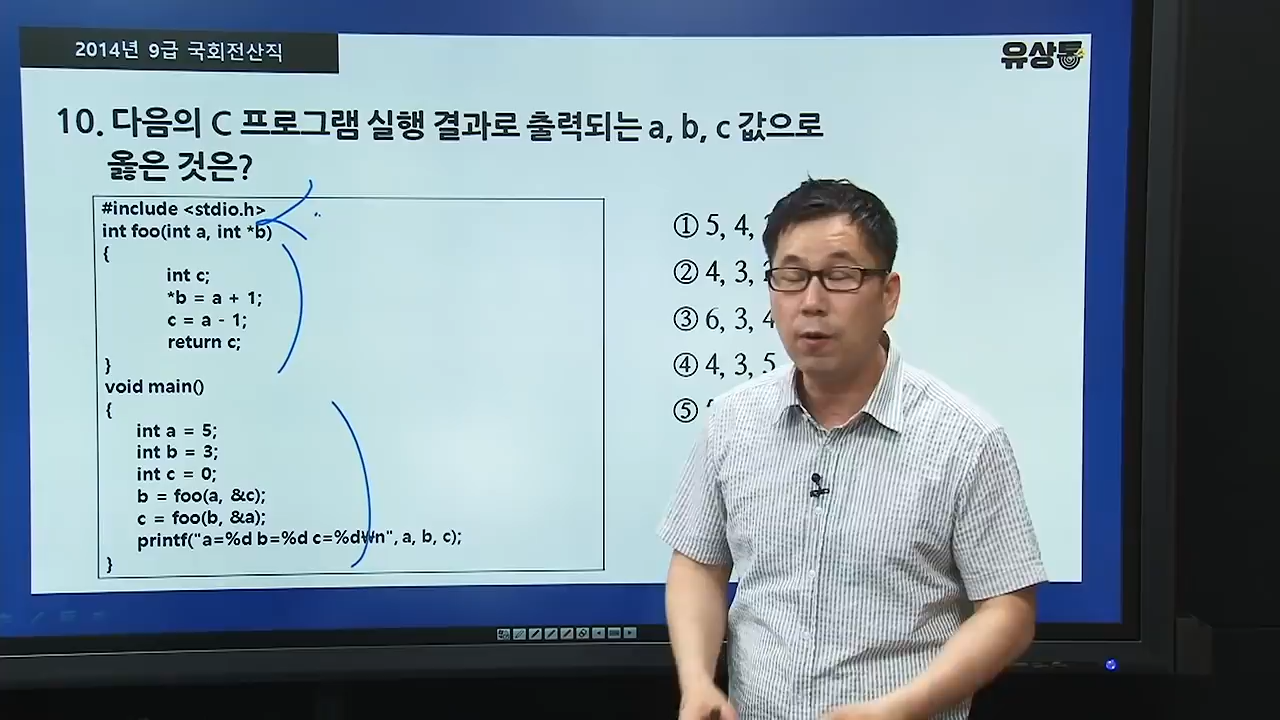 2014년 9급 국회전산직
유상통
10. 다음의 C 프로그램 실행 결과로 출력되는 a, b, c 값으로
옳은 것은?
#include <stdio.h>
int foo(int a, int *b)
{
int c;
*b = a + 1;
c = a - 1;
return c;
}
void main()
{
int a = 5;
int b = 3;
int c = 0;
b = foo(a, &c);
c = foo(b, &a);
printf("a=%d b=%d c=%d₩n", a, b, c);
}
① 5, 4,
② 4, 3,
③ 6, 3, 4
④ 4, 3, 5
⑤